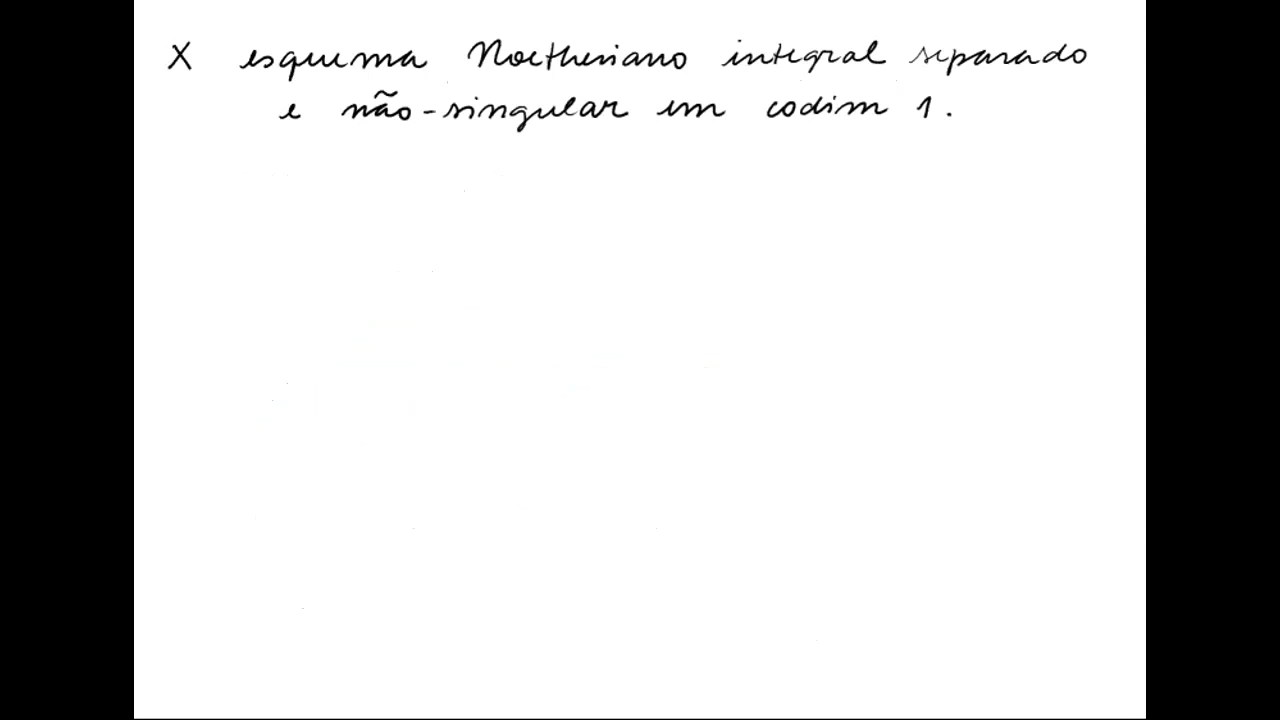 X esquema Noetheriano integral separado
e não-singular em codim 1.